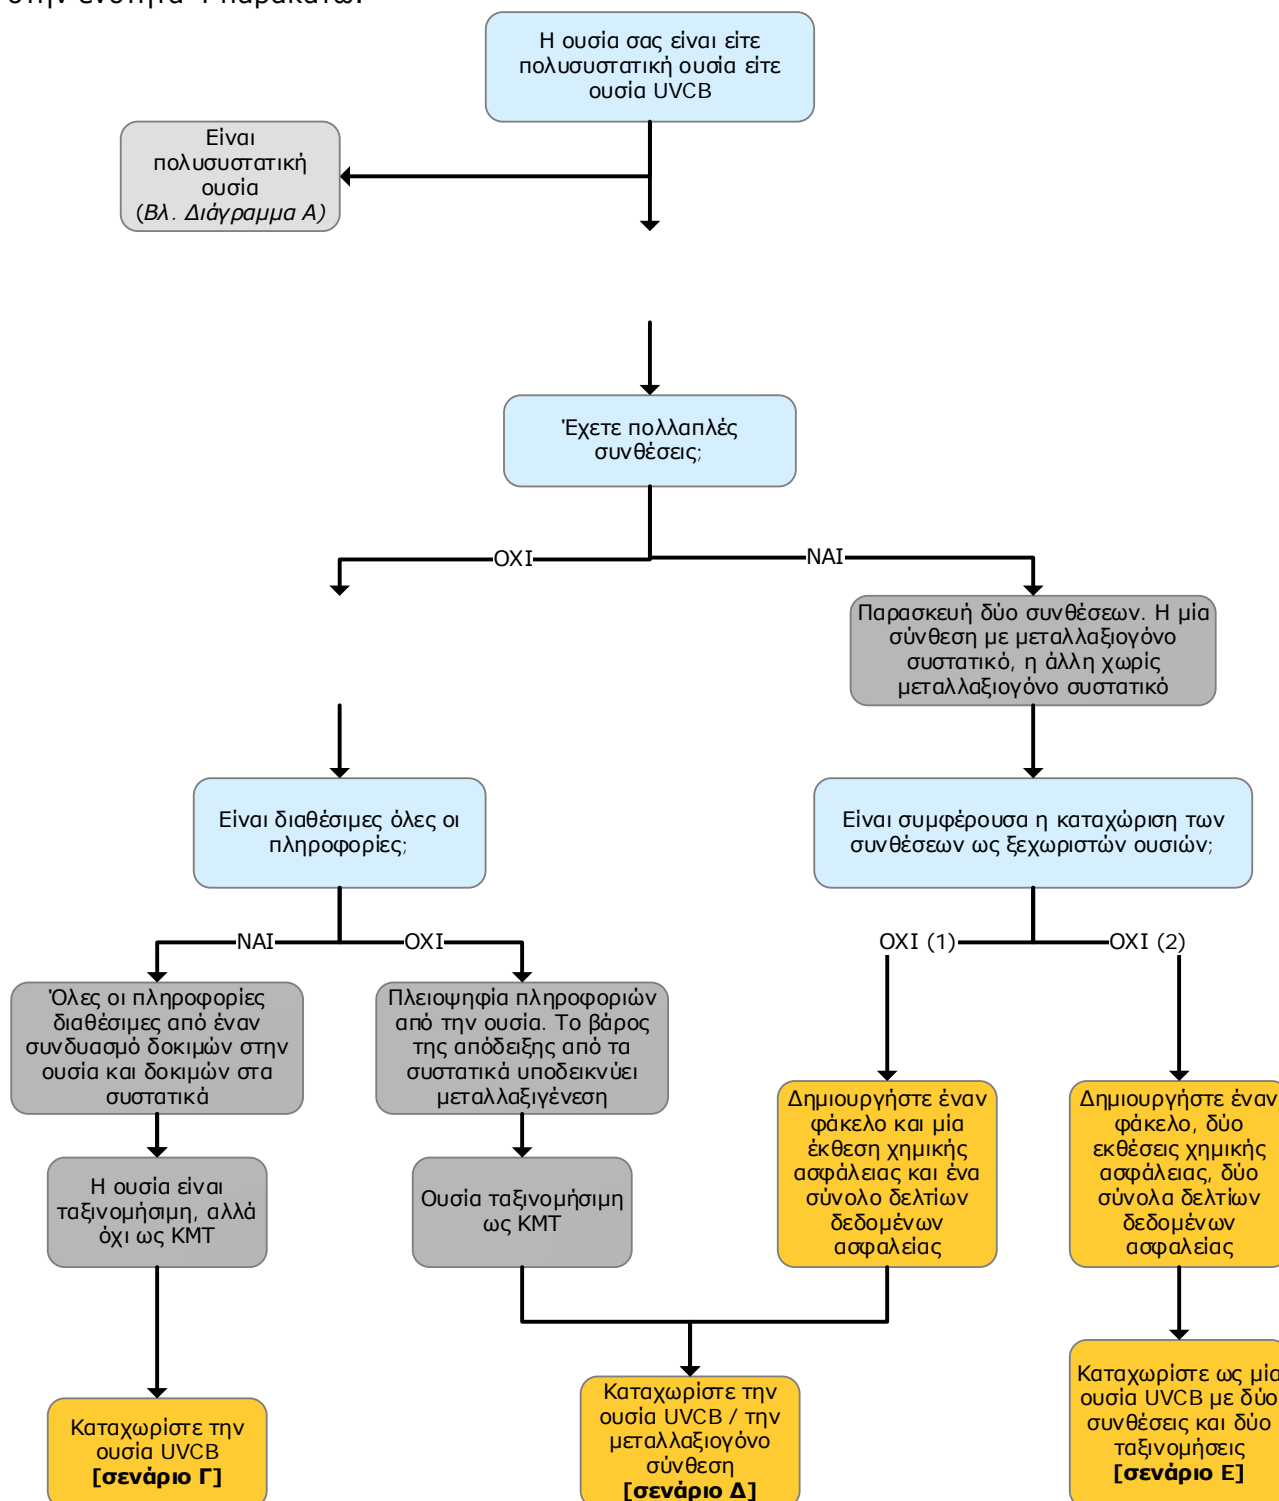 στην ενότητα 4 παρακάτω.
Η ουσία σας είναι είτε
πολυσυστατική ουσία είτε
ουσία UVCB
Είναι
πολυσυστατική
ουσία
(Βλ. Διάγραμμα Α)
Έχετε πολλαπλές
συνθέσεις;
ΟΧΙ
ΝΑΙ
Παρασκευή δύο συνθέσεων. Η μία
σύνθεση με μεταλλαξιογόνο
συστατικό, η άλλη χωρίς
μεταλλαξιογόνο συστατικό
Είναι διαθέσιμες όλες οι
πληροφορίες;
Είναι συμφέρουσα η καταχώριση των
συνθέσεων ως ξεχωριστών ουσιών;
ΝΑΙ
ΟΧΙ
ΟΧΙ (1)
ΟΧΙ (2)
Όλες οι πληροφορίες
διαθέσιμες από έναν
συνδυασμό δοκιμών στην
ουσία και δοκιμών στα
συστατικά
Πλειοψηφία πληροφοριών
από την ουσία. Το βάρος
της απόδειξης από τα
συστατικά υποδεικνύει
μεταλλαξιγένεση
Δημιουργήστε έναν
φάκελο και μία
έκθεση χημικής
ασφάλειας και ένα
σύνολο δελτίων
δεδομένων
ασφαλείας
Δημιουργήστε έναν
φάκελο, δύο
εκθέσεις χημικής
ασφάλειας, δύο
σύνολα δελτίων
δεδομένων
ασφαλείας
Η ουσία είναι
ταξινομήσιμη, αλλά
όχι ως ΚΜΤ
Ουσία ταξινομήσιμη
ως ΚΜΤ
Καταχωρίστε την
ουσία UVCB
[σενάριο Γ]
Καταχωρίστε την
ουσία UVCB / την
μεταλλαξιογόνο
σύνθεση
[σενάριο Δ]
Καταχωρίστε ως μία
ουσία UVCB με δύο
συνθέσεις και δύο
ταξινομήσεις
[σενάριο Ε]